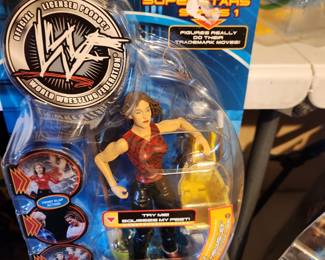 OFFICIAL LICENSED PRODUCT
WORLD WRESTLING FEDERATION
SUPERSTARS
SERIES 1
FIGURES REALLY
DO THEIR
TRADEMARK MOVES!
TRY ME!
SQUEEZE MY FEET!